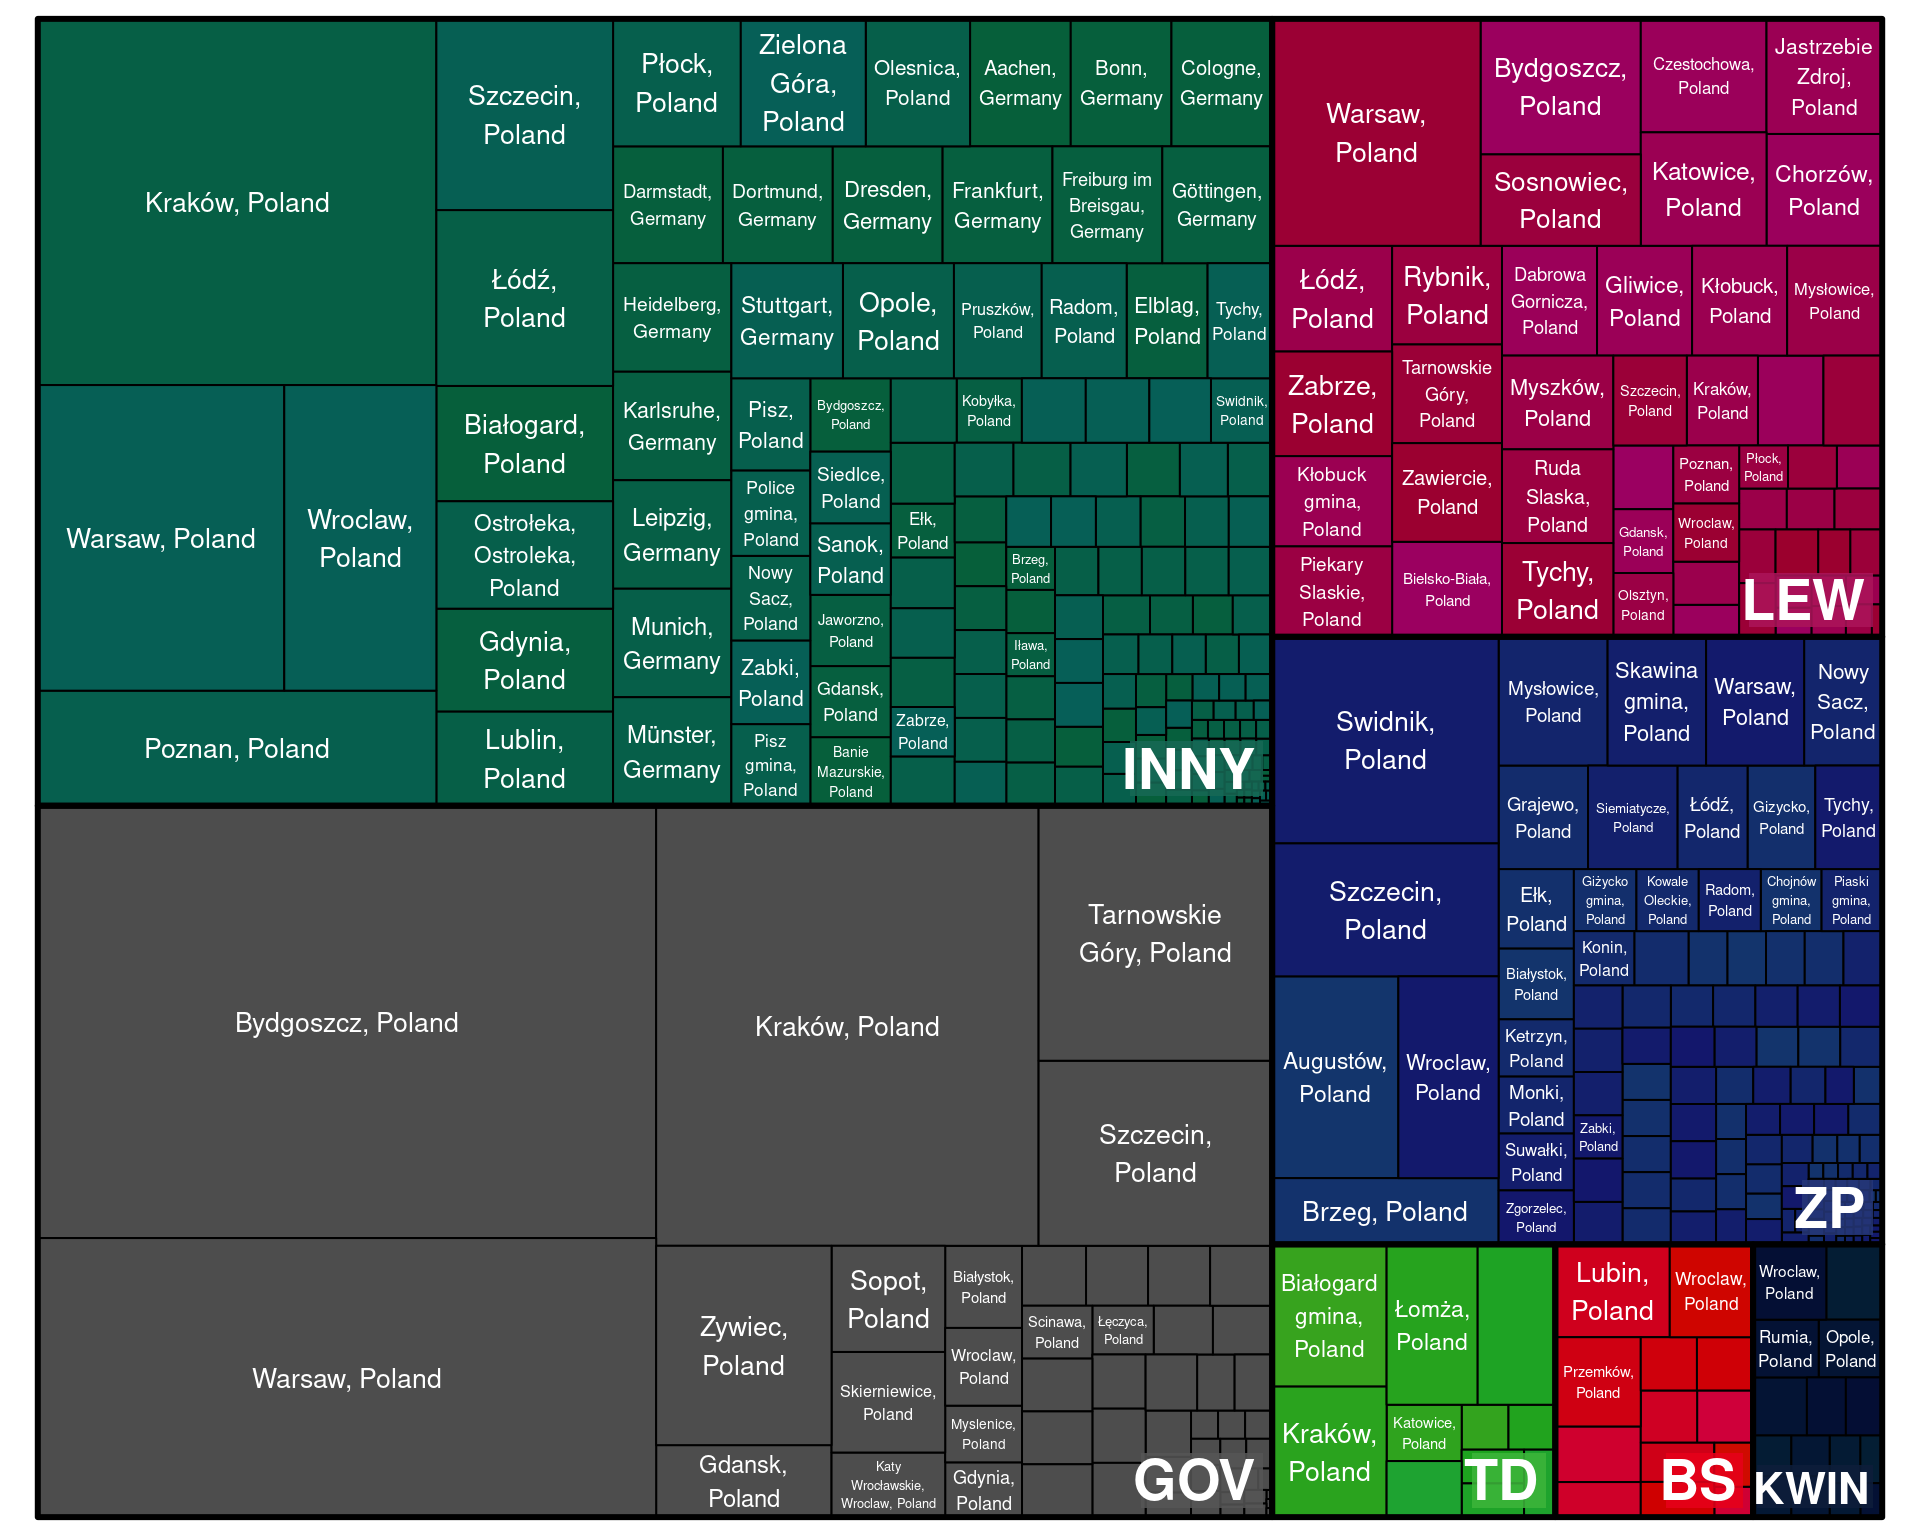 Kraków, Poland
Szczecin,
Poland
Łódź,
Poland
Warsaw, Poland
Wroclaw,
Poland
Poznan, Poland
Białogard,
Poland
Ostrołeka,
Ostroleka,
Poland
Gdynia,
Poland
Lublin,
Poland
Płock,
Poland
Zielona
Góra,
Poland
Olesnica,
Poland
Aachen,
Germany
Bonn,
Germany
Cologne,
Germany
Darmstadt,
Germany
Dortmund,
Germany
Dresden,
Germany
Frankfurt,
Germany
Freiburg im
Breisgau,
Germany
Göttingen,
Germany
Heidelberg,
Germany
Karlsruhe,
Germany
Leipzig,
Germany
Munich,
Germany
Münster,
Germany
Stuttgart,
Germany
Opole,
Poland
Pruszków,
Poland
Radom,
Poland
Elblag,
Poland
Tychy,
Poland
Pisz,
Poland
Police
gmina,
Poland
Nowy
Sacz,
Poland
Zabki,
Poland
Pisz
gmina,
Poland
Bydgoszcz,
Poland
Siedlce,
Poland
Sanok,
Poland
Jaworzno,
Poland
Gdansk,
Poland
Banie
Mazurskie,
Poland
Kobyłka,
Poland
Swidnik,
Poland
Ełk,
Poland
Zabrze,
Poland
Brzeg,
Poland
Iława,
Poland
INNY
Warsaw,
Poland
Bydgoszcz,
Poland
Sosnowiec,
Poland
Czestochowa,
Poland
Jastrzebie
Zdroj,
Poland
Katowice,
Poland
Chorzów,
Poland
Łódź,
Poland
Zabrze,
Poland
Kłobuck
gmina,
Poland
Piekary
Slaskie,
Poland
Rybnik,
Poland
Tarnowskie
Góry,
Poland
Zawiercie,
Poland
Bielsko-Biała,
Poland
Dabrowa
Gornicza,
Poland
Gliwice,
Poland
Kłobuck,
Poland
Mysłowice,
Poland
Myszków,
Poland
Ruda
Slaska,
Poland
Tychy,
Poland
Szczecin,
Poland
Kraków,
Poland
Gdansk,
Poland
Olsztyn,
Poland
Poznan,
Poland
Wroclaw,
Poland
Płock,
Poland
LEW
Bydgoszcz, Poland
Warsaw, Poland
Kraków, Poland
Tarnowskie
Góry, Poland
Szczecin,
Poland
Zywiec,
Poland
Gdansk,
Poland
Sopot,
Poland
Skierniewice,
Poland
Katy
Wrocławskie,
Wroclaw, Poland
Białystok,
Poland
Wroclaw,
Poland
Myslenice,
Poland
Gdynia,
Poland
Scinawa,
Poland
Łęczyca,
Poland
GOV
Swidnik,
Poland
Szczecin,
Poland
Augustów,
Poland
Wroclaw,
Poland
Brzeg, Poland
Mysłowice,
Poland
Skawina
gmina,
Poland
Warsaw,
Poland
Nowy
Sacz,
Poland
Grajewo,
Poland
Siemiatycze,
Poland
Łódź,
Poland
Gizycko,
Poland
Tychy,
Poland
Ełk,
Poland
Białystok,
Poland
Ketrzyn,
Poland
Monki,
Poland
Suwałki,
Poland
Zgorzelec,
Poland
Giżycko
gmina,
Poland
Kowale
Oleckie,
Poland
Radom,
Poland
Chojnów
gmina,
Poland
Piaski
gmina,
Poland
Konin,
Poland
Zabki,
Poland
ZP
Białogard
gmina,
Poland
Kraków,
Poland
Łomża,
Poland
Katowice,
Poland
TD
Lubin,
Poland
Wroclaw,
Poland
Przemków,
Poland
BS
Wroclaw,
Poland
Rumia,
Poland
Opole,
Poland
KWIN